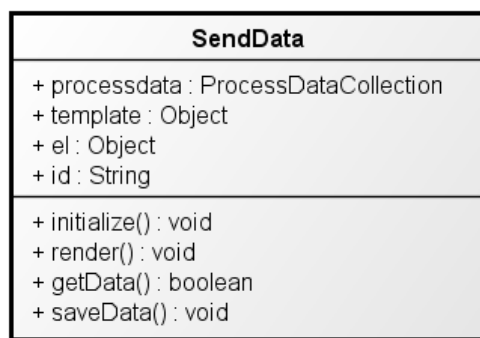 SendData
+ processdata : ProcessDataCollection
+ template : Object
+ el : Object
+ id : String
+ initialize() : void
+ render() : void
+ getData() : boolean
+ saveData() : void